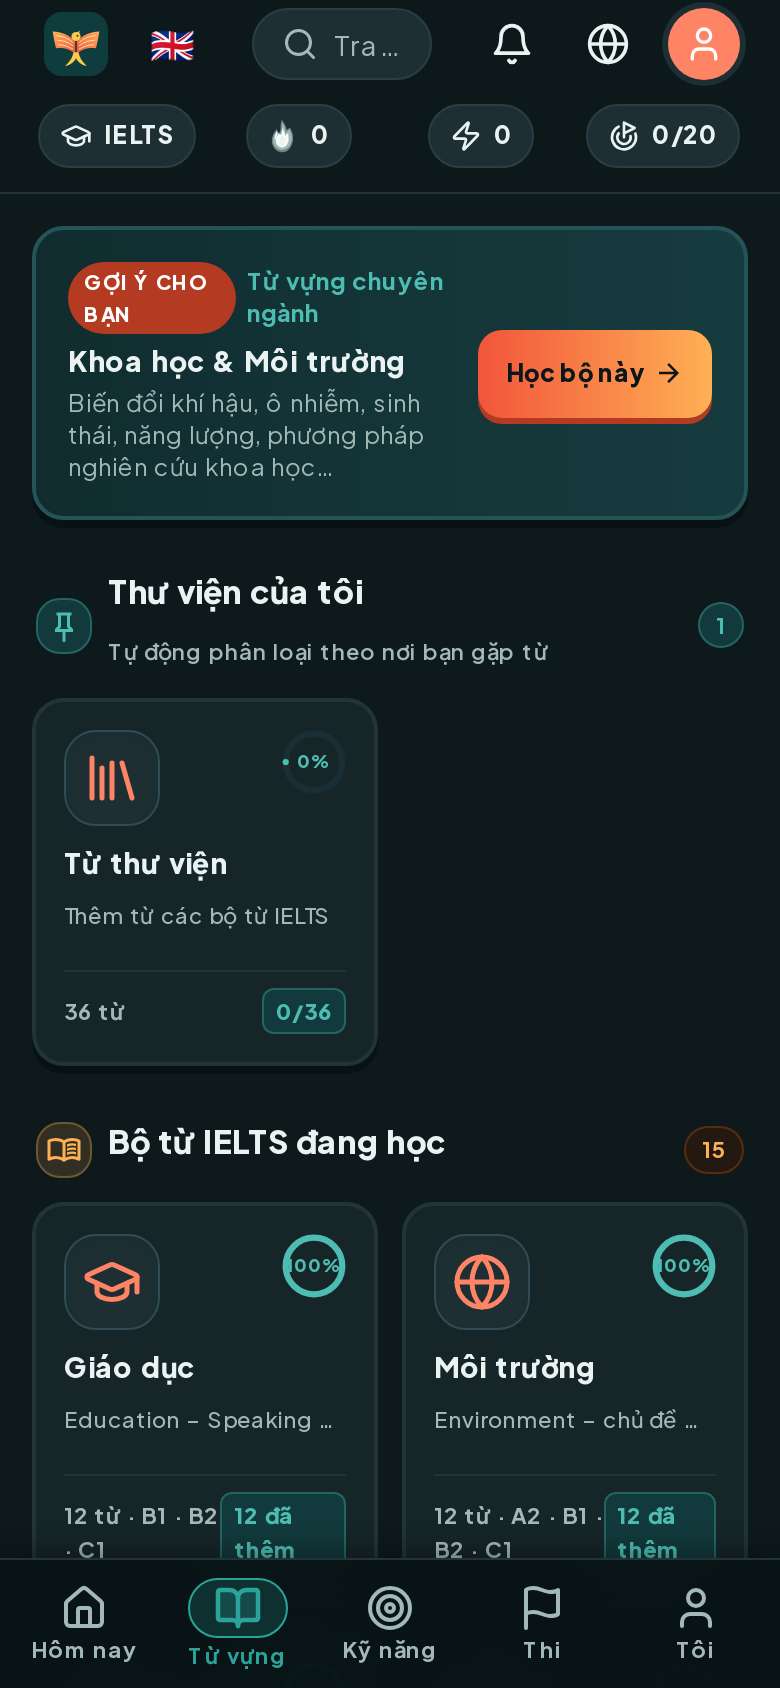 Tra ...
IELTS
0
0
0/20
GỢI Ý CHO BẠN
Từ vựng chuyên ngành
Khoa học & Môi trường
Biến đổi khí hậu, ô nhiễm, sinh
thái, năng lượng, phương pháp
nghiên cứu khoa học...
Học bộ này →
Thư viện của tôi
Tự động phân loại theo nơi bạn gặp từ
1
0%
Từ thư viện
Thêm từ các bộ từ IELTS
36 từ
0/36
Bộ từ IELTS đang học
15
100%
Giáo dục
Education – Speaking ...
12 từ · B1 · B2
· C1
12 đã
thêm
100%
Môi trường
Environment – chủ đề ...
12 từ · A2 · B1 ·
B2 · C1
12 đã
thêm
Hôm nay
Từ vựng
Kỹ năng
Thi
Tôi